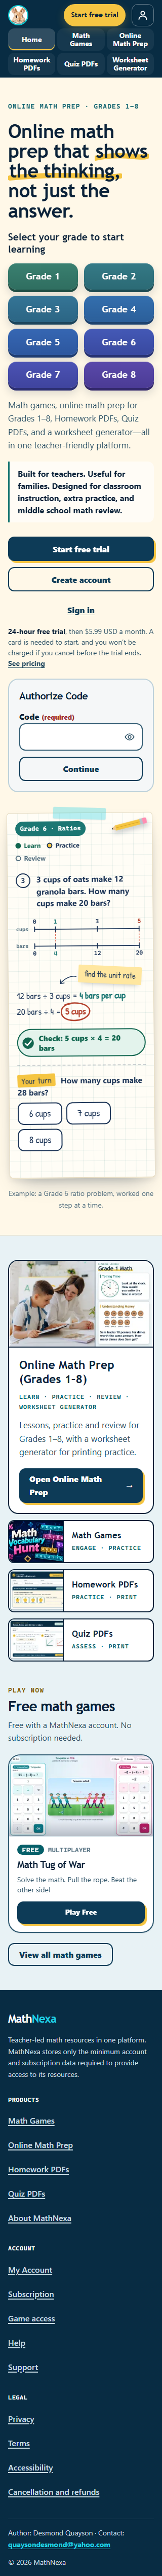 Start free trial
Home
Math Games
Online Math Prep
Homework PDFs
Quiz PDFs
Worksheet Generator
ONLINE MATH PREP · GRADES 1–8
Online math
prep that shows
the thinking,
not just the
answer.
Select your grade to start
learning
Grade 1
Grade 2
Grade 3
Grade 4
Grade 5
Grade 6
Grade 7
Grade 8
Math games, online math prep for
Grades 1–8, Homework PDFs, Quiz
PDFs, and a worksheet generator—all
in one teacher-friendly platform.
Built for teachers. Useful for
families. Designed for classroom
instruction, extra practice, and
middle school math review.
Start free trial
Create account
Sign in
24-hour free trial, then $5.99 USD a month. A
card is needed to start, and you won't be
charged if you cancel before the trial ends.
See pricing
Authorize Code
Code (required)
Continue
Grade 6 · Ratios
Learn
Practice
Review
3
3 cups of oats make 12
granola bars. How many
cups make 20 bars?
0 1 3 5
cups
bars
0 4 12 20
find the unit rate
12 bars ÷ 3 cups = 4 bars per cup
20 bars ÷ 4 = 5 cups
Check: 5 cups × 4 = 20
bars
Your turn How many cups make
28 bars?
6 cups
7 cups
8 cups
Example: a Grade 6 ratio problem, worked one
step at a time.
Online Math Prep
(Grades 1–8)
LEARN · PRACTICE · REVIEW ·
WORKSHEET GENERATOR
Lessons, practice and review for
Grades 1–8, with a worksheet
generator for printing practice.
Open Online Math
Prep →
Math Vocabulary Hunt
Math Games
ENGAGE · PRACTICE
Homework PDFs
PRACTICE · PRINT
Quiz PDFs
ASSESS · PRINT
PLAY NOW
Free math games
Free with a MathNexa account. No
subscription needed.
FREE MULTIPLAYER
Math Tug of War
Solve the math. Pull the rope. Beat the
other side!
Play Free
View all math games
MathNexa
Teacher-led math resources in one platform.
MathNexa stores only the minimum account
and subscription data required to provide
access to its resources.
PRODUCTS
Math Games
Online Math Prep
Homework PDFs
Quiz PDFs
About MathNexa
ACCOUNT
My Account
Subscription
Game access
Help
Support
LEGAL
Privacy
Terms
Accessibility
Cancellation and refunds
Author: Desmond Quayson · Contact:
quaysondesmond@yahoo.com
© 2026 MathNexa